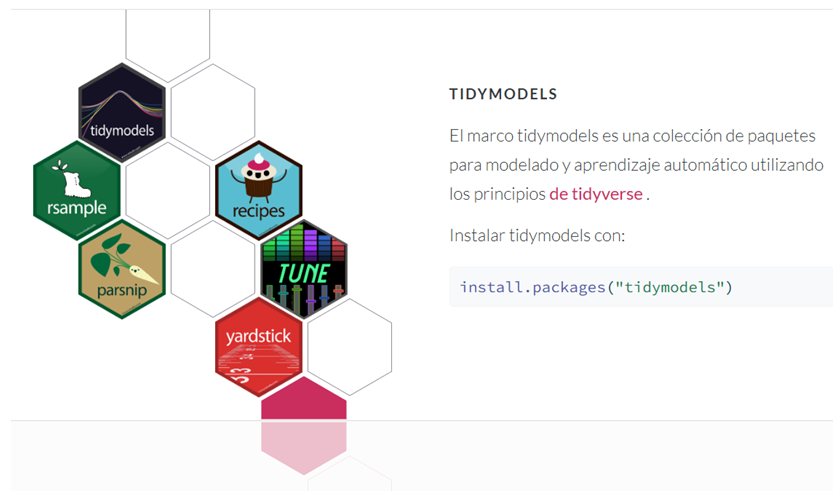 tidymodels
rsample
recipes
parsnip
TUNE
yardstick
TIDYMODELS
El marco tidymodels es una colección de paquetes
para modelado y aprendizaje automático utilizando
los principios de tidyverse .
Instalar tidymodels con:
install.packages("tidymodels")